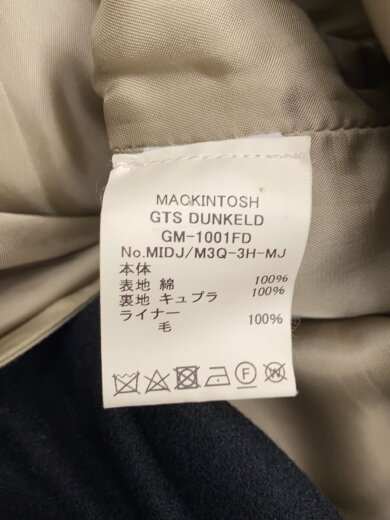 MACKINTOSH
GTS DUNKELD
GM-1001FD
No.MIDJ/M3Q-3H-MJ
本体
表地 綿 100%
裏地 キュプラ 100%
ライナー
毛 100%
F
W